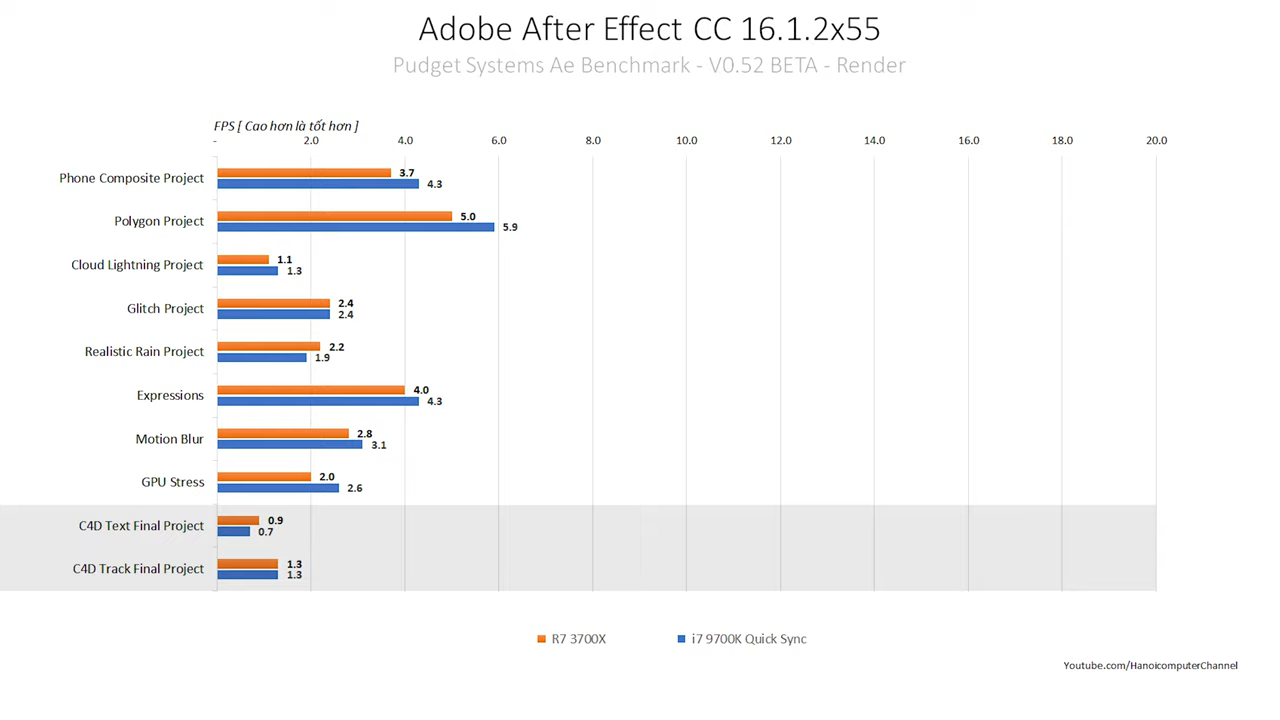 Adobe After Effect CC 16.1.2x55
Pudget Systems Ae Benchmark - V0.52 BETA - Render
FPS [ Cao hơn là tốt hơn ]
- 2.0 4.0 6.0 8.0 10.0 12.0 14.0 16.0 18.0 20.0
Phone Composite Project 3.7
4.3
Polygon Project 5.0
5.9
Cloud Lightning Project 1.1
1.3
Glitch Project 2.4
2.4
Realistic Rain Project 2.2
1.9
Expressions 4.0
4.3
Motion Blur 2.8
3.1
GPU Stress 2.0
2.6
C4D Text Final Project 0.9
0.7
C4D Track Final Project 1.3
1.3
R7 3700X i7 9700K Quick Sync
Youtube.com/HanoicomputerChannel